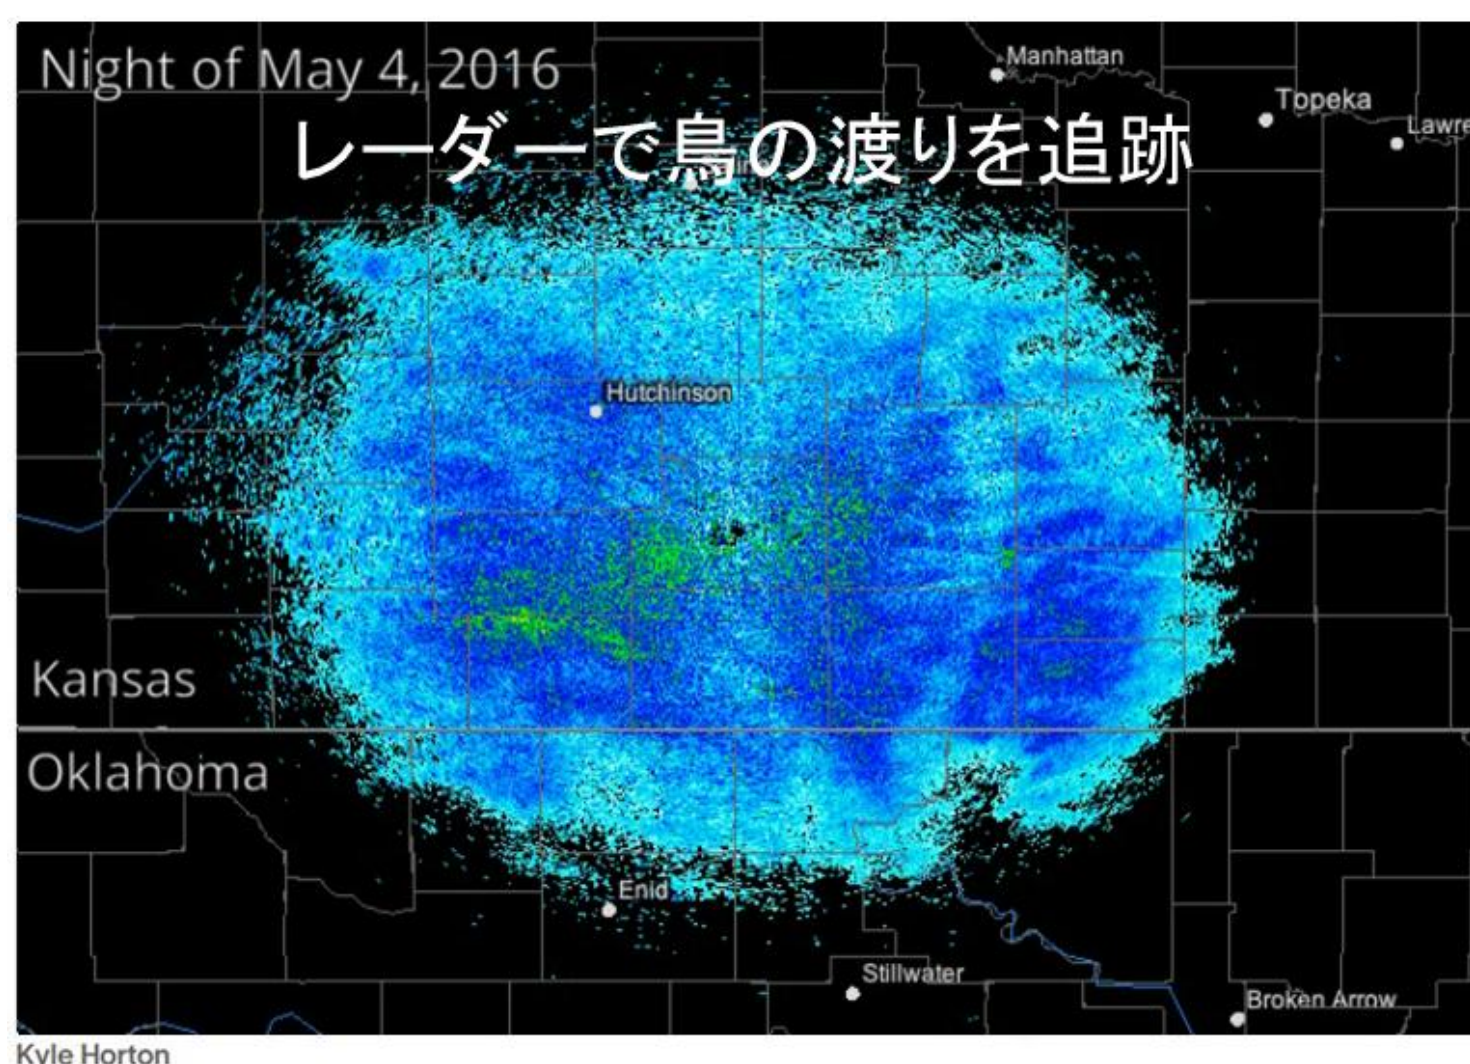 Night of May 4, 2016
Manhattan
Topeka
Lawre
レーダーで鳥の渡りを追跡
Hutchinson
Kansas
Oklahoma
Enid
Stillwater
Broken Arrow
Kyle Horton